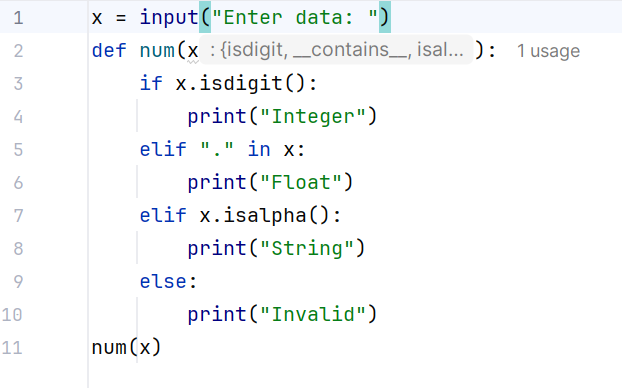 1 x = input("Enter data: ")
2 def num(x : {isdigit, __contains__, isal... ): 1 usage
3 if x.isdigit():
4 print("Integer")
5 elif "." in x:
6 print("Float")
7 elif x.isalpha():
8 print("String")
9 else:
10 print("Invalid")
11 num(x)